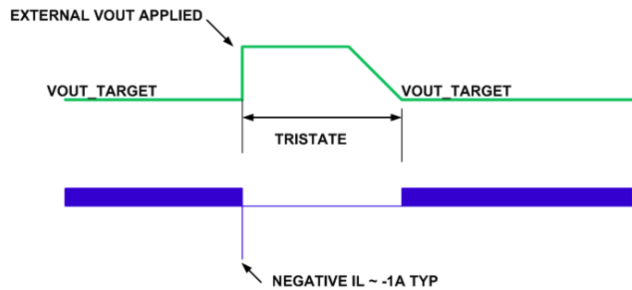 EXTERNAL VOUT APPLIED
VOUT_TARGET
VOUT_TARGET
TRISTATE
NEGATIVE IL ~ -1A TYP